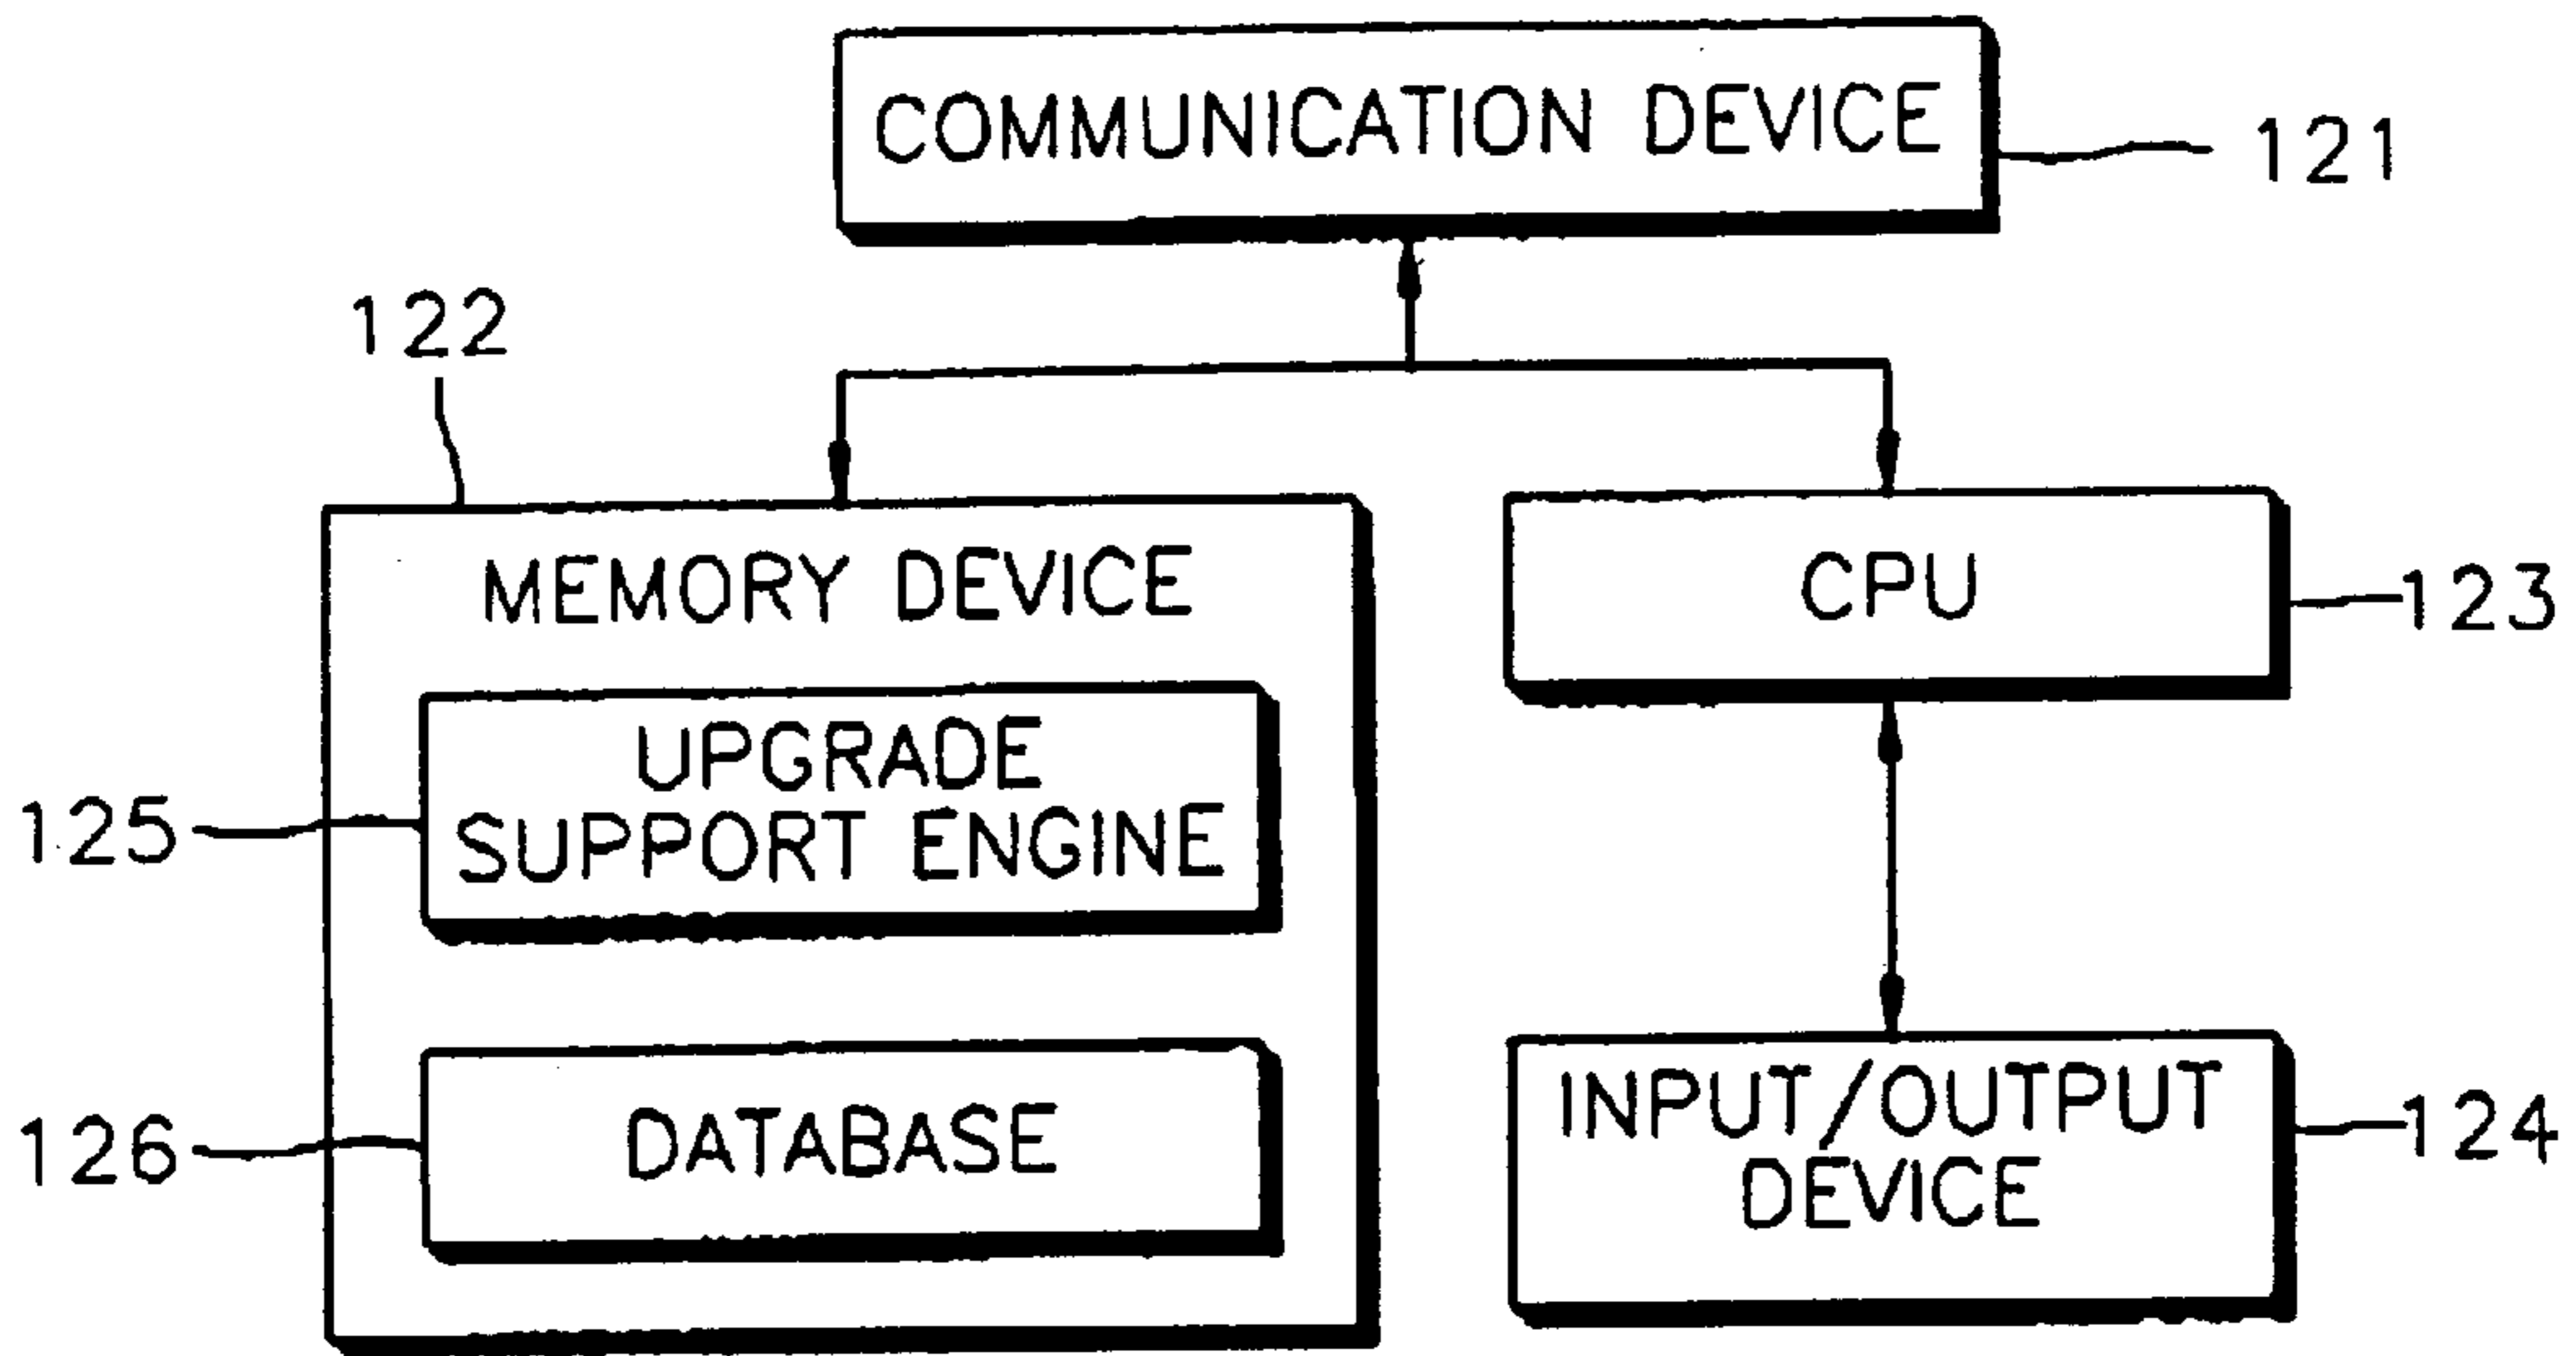 COMMUNICATION DEVICE
121
122
MEMORY DEVICE
CPU
123
UPGRADE
SUPPORT ENGINE
125
DATABASE
126
INPUT/OUTPUT
DEVICE
124